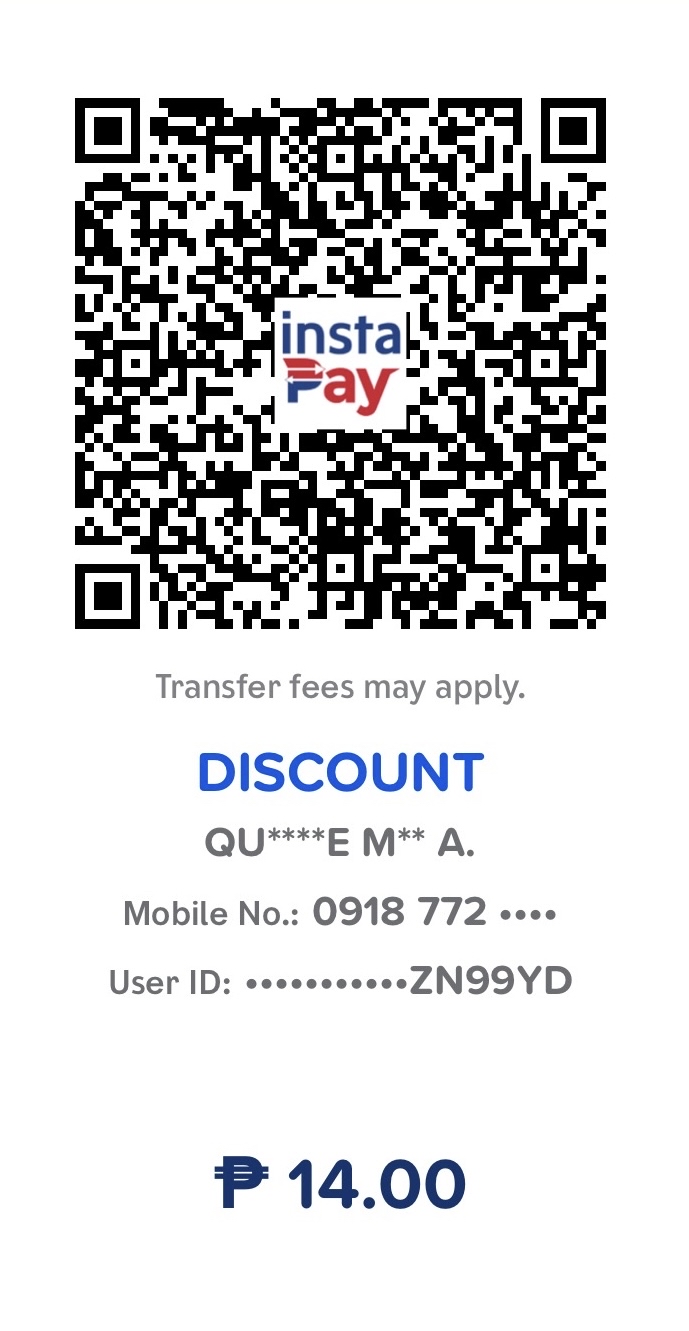 insta
Pay
Transfer fees may apply.
DISCOUNT
QU****E M** A.
Mobile No.: 0918 772 ••••
User ID: •••••••••••ZN99YD
₱ 14.00